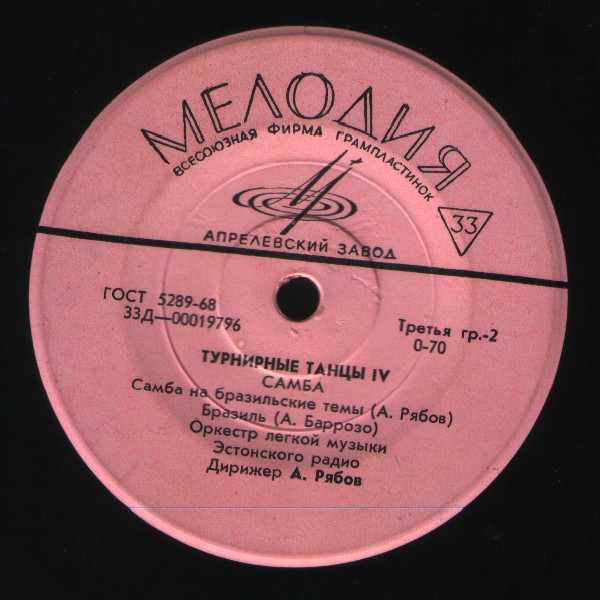 МЕЛОДИЯ
ВСЕСОЮЗНАЯ ФИРМА ГРАМПЛАСТИНОК
33
АПРЕЛЕВСКИЙ ЗАВОД
ГОСТ 5289-68
33Д—00019796
Третья гр.-2
0-70
ТУРНИРНЫЕ ТАНЦЫ IV
САМБА
Самба на бразильские темы (А. Рябов)
Бразиль (А. Баррозо)
Оркестр легкой музыки
Эстонского радио
Дирижер А. Рябов